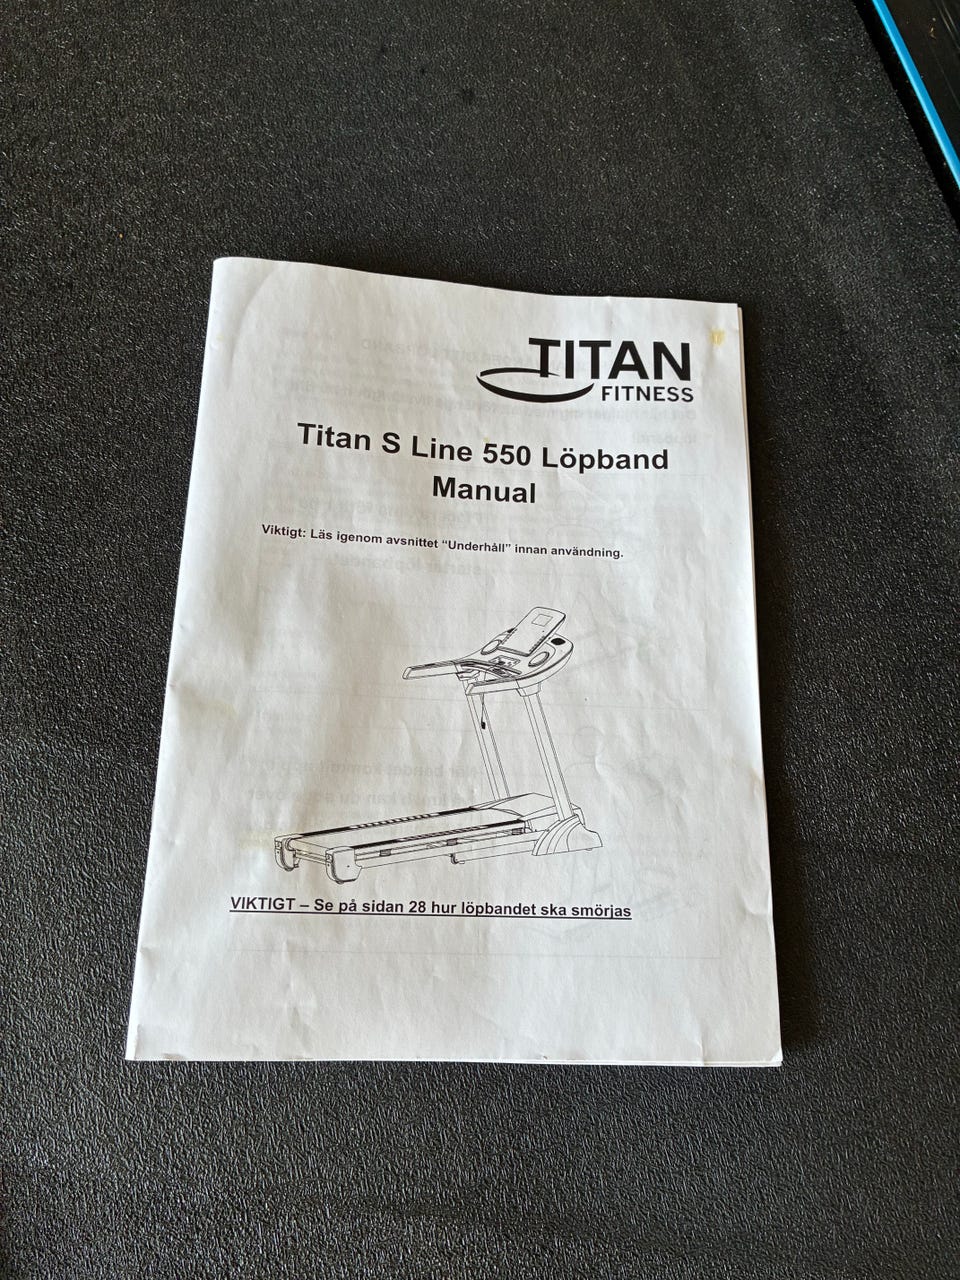 TITAN
FITNESS
Titan S Line 550 Löpband
Manual
Viktigt: Läs igenom avsnittet “Underhåll” innan användning.
VIKTIGT – Se på sidan 28 hur löpbandet ska smörjas